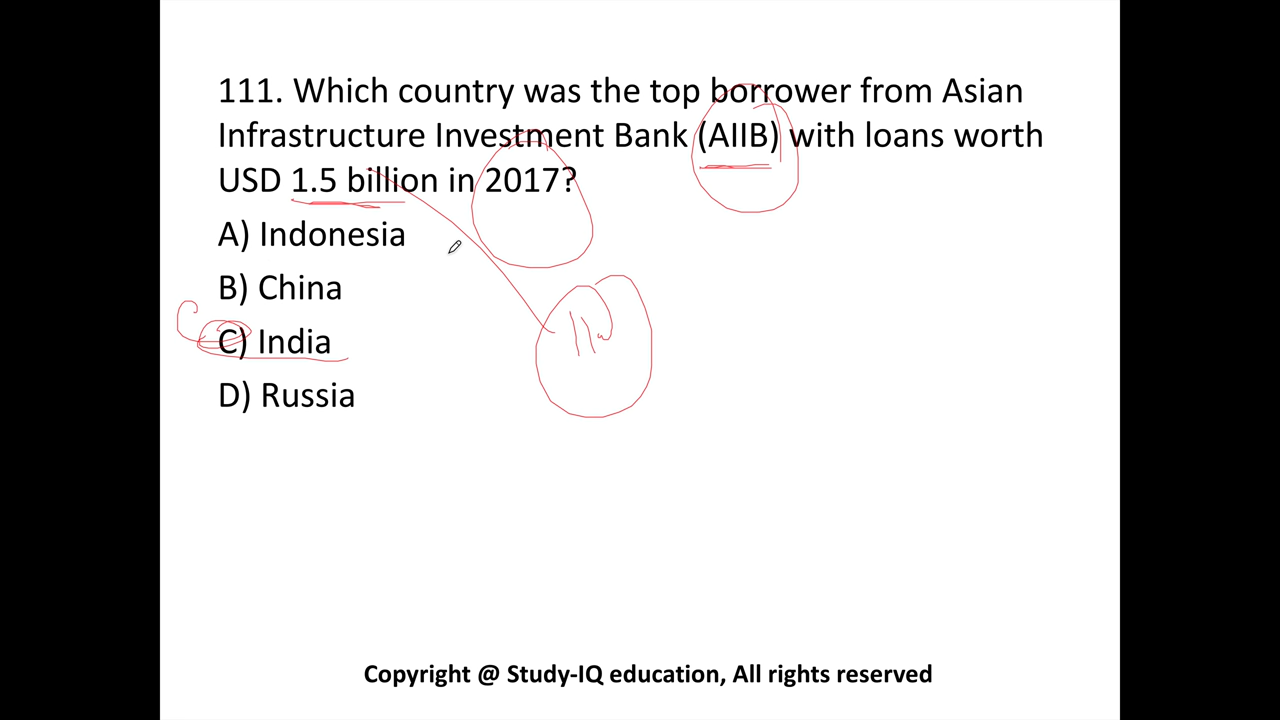 111. Which country was the top borrower from Asian
Infrastructure Investment Bank (AIIB) with loans worth
USD 1.5 billion in 2017?
A) Indonesia
B) China
C) India
D) Russia
Copyright @ Study-IQ education, All rights reserved